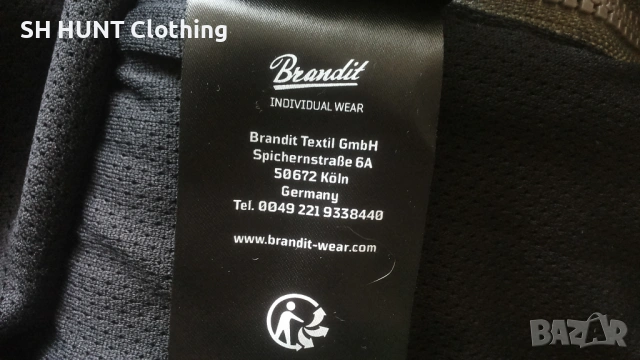 SH HUNT Clothing
Brandit
INDIVIDUAL WEAR
Brandit Textil GmbH
Spichernstraße 6A
50672 Köln
Germany
Tel. 0049 221 9338440
www.brandit-wear.com
BAZAR